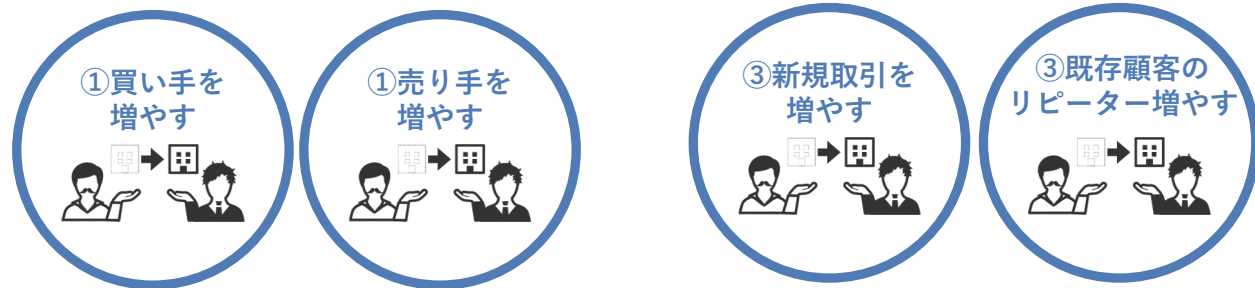 ①買い手を
増やす
①売り手を
増やす
③新規取引を
増やす
③既存顧客の
リピーター増やす